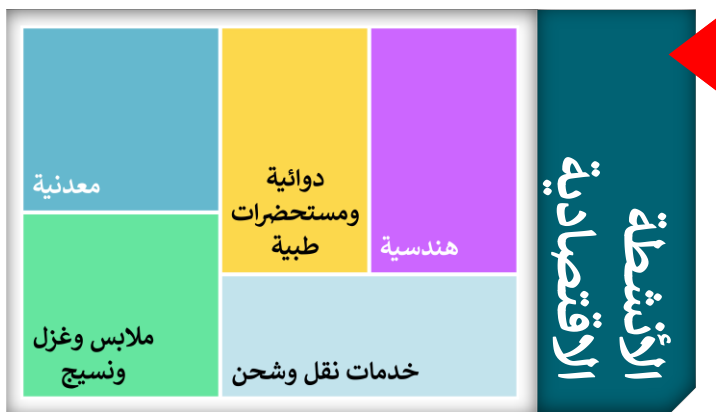 الأنشطة
الاقتصادية
هندسية
دوائية
ومستحضرات
طبية
معدنية
خدمات نقل وشحن
ملابس وغزل
ونسيج